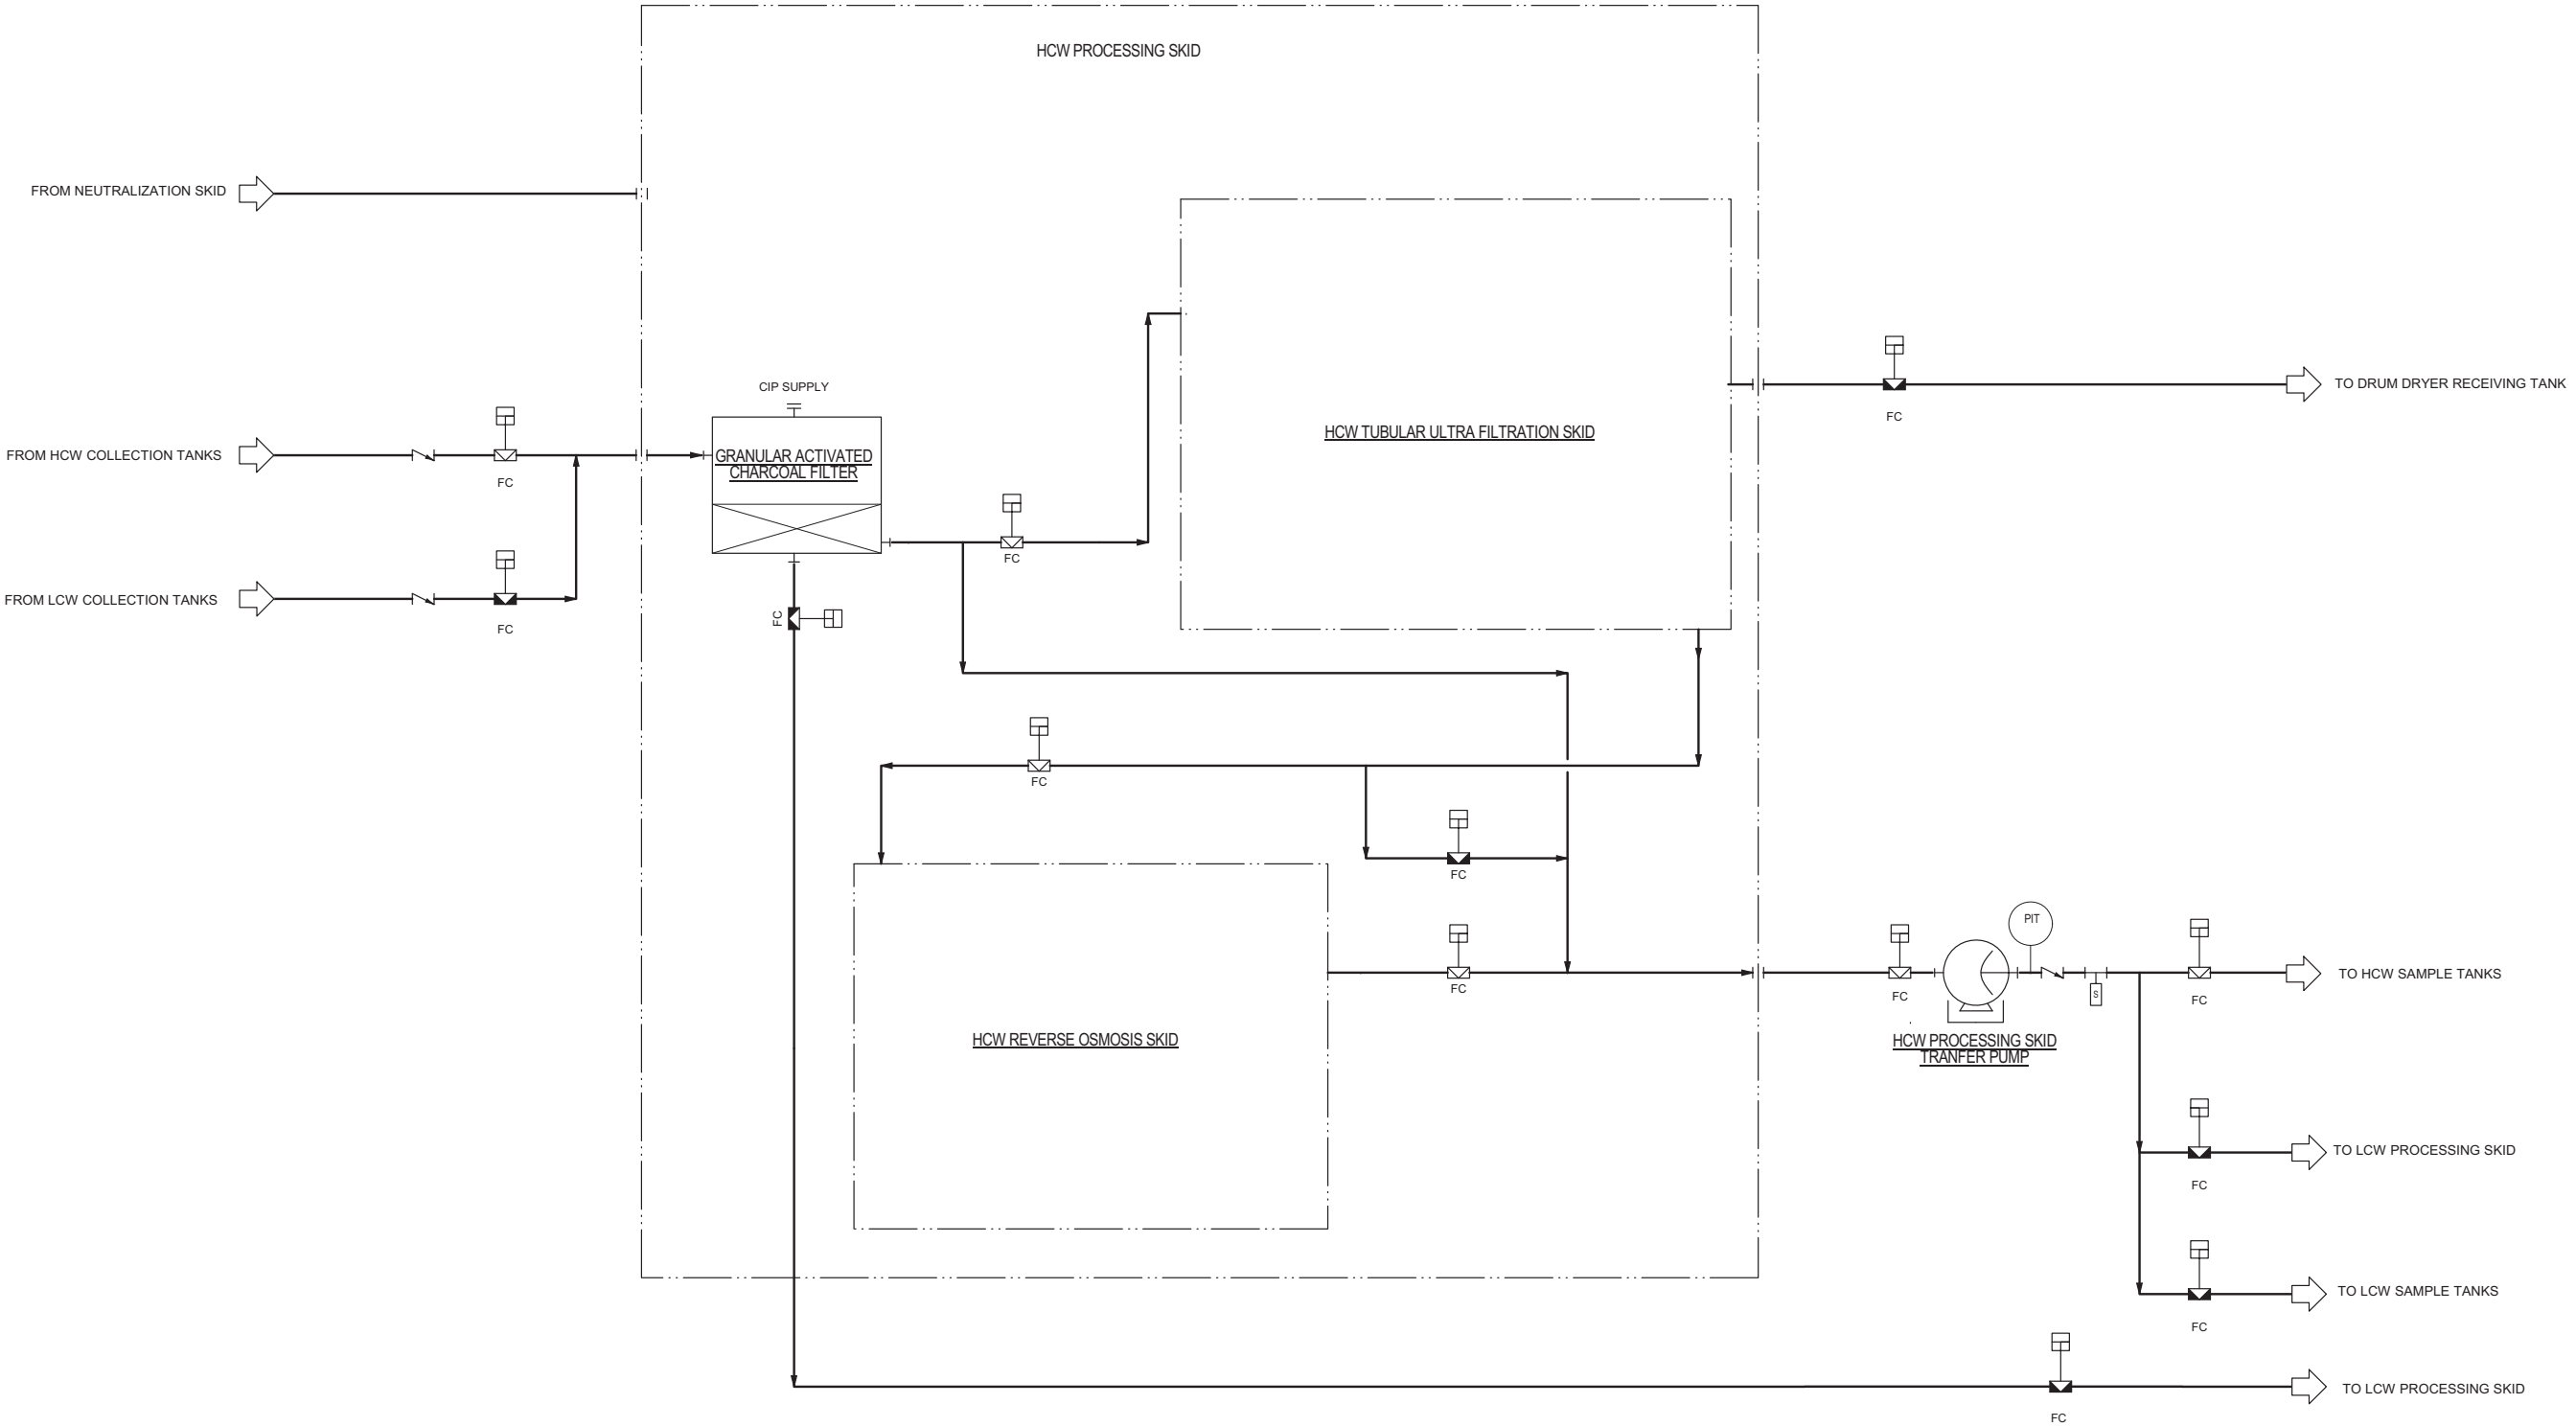 HCW PROCESSING SKID
FROM NEUTRALIZATION SKID
CIP SUPPLY
TO DRUM DRYER RECEIVING TANK
FC
HCW TUBULAR ULTRA FILTRATION SKID
FROM HCW COLLECTION TANKS
GRANULAR ACTIVATED
CHARCOAL FILTER
FC
FC
FROM LCW COLLECTION TANKS
FC
FC
FC
FC
PIT
FC
FC
S
FC
TO HCW SAMPLE TANKS
HCW REVERSE OSMOSIS SKID
HCW PROCESSING SKID
TRANFER PUMP
TO LCW PROCESSING SKID
FC
TO LCW SAMPLE TANKS
FC
TO LCW PROCESSING SKID
FC